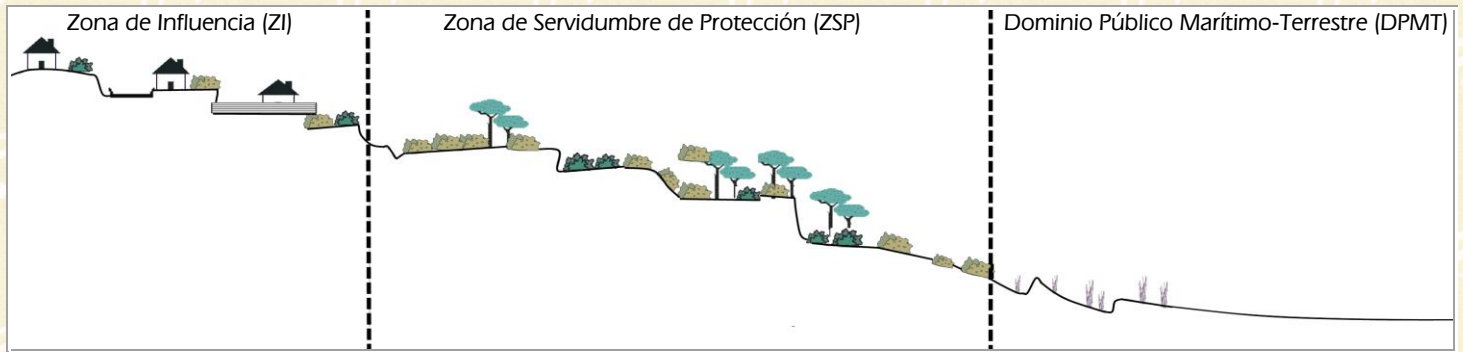 Zona de Influencia (ZI)
Zona de Servidumbre de Protección (ZSP)
Dominio Público Marítimo-Terrestre (DPMT)